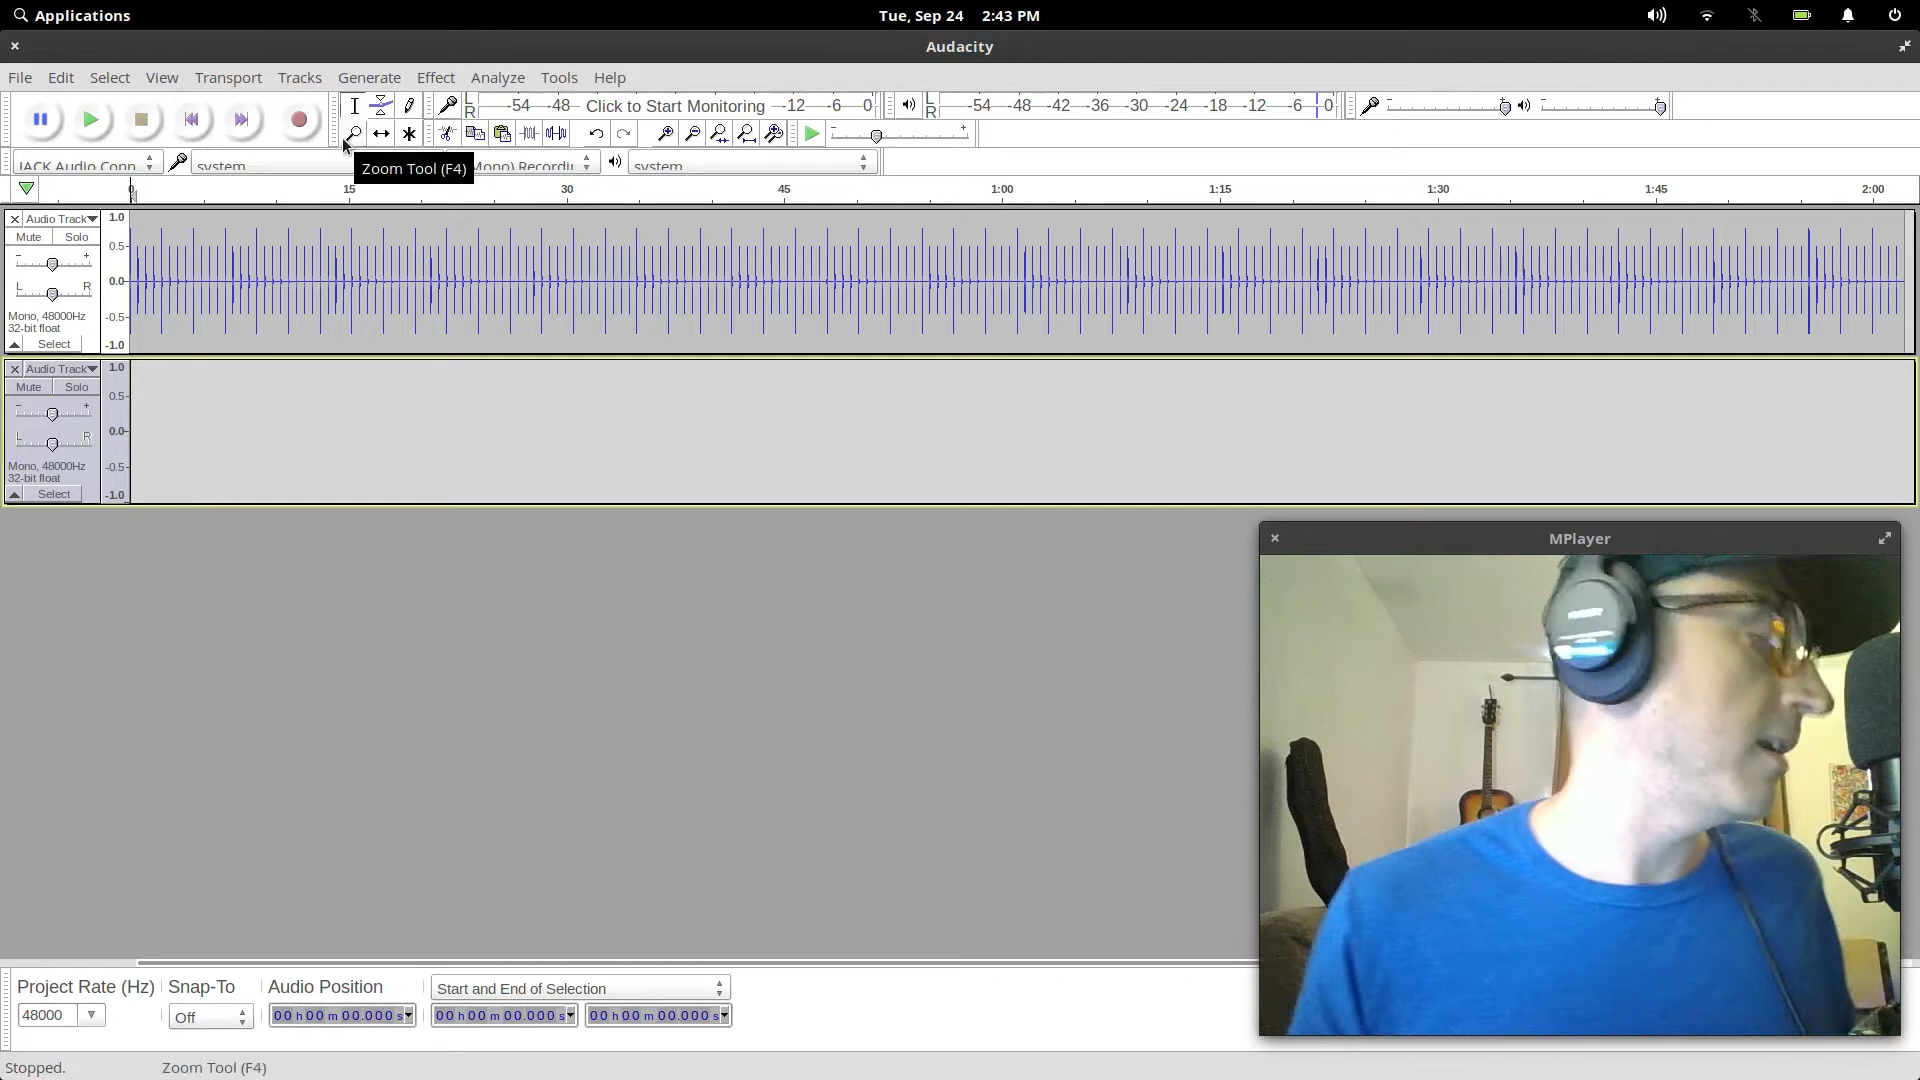 Applications
Tue, Sep 24 2:43 PM
Audacity
File Edit Select View Transport Tracks Generate Effect Analyze Tools Help
L -54 -48 Click to Start Monitoring -12 -6 0
R
L -54 -48 -42 -36 -30 -24 -18 -12 -6 0
R
JACK Audio Conn system Mono) Recordi system
Zoom Tool (F4)
0 15 30 45 1:00 1:15 1:30 1:45 2:00
Audio Track 1.0
Mute Solo
0.5
- +
0.0
L R
Mono, 48000Hz -0.5
32-bit float
Select -1.0
Audio Track 1.0
Mute Solo
0.5
- +
0.0
L R
Mono, 48000Hz -0.5
32-bit float
Select -1.0
MPlayer
Project Rate (Hz) Snap-To Audio Position Start and End of Selection
48000 Off 00 h 00 m 00.000 s 00 h 00 m 00.000 s 00 h 00 m 00.000 s
Stopped. Zoom Tool (F4)